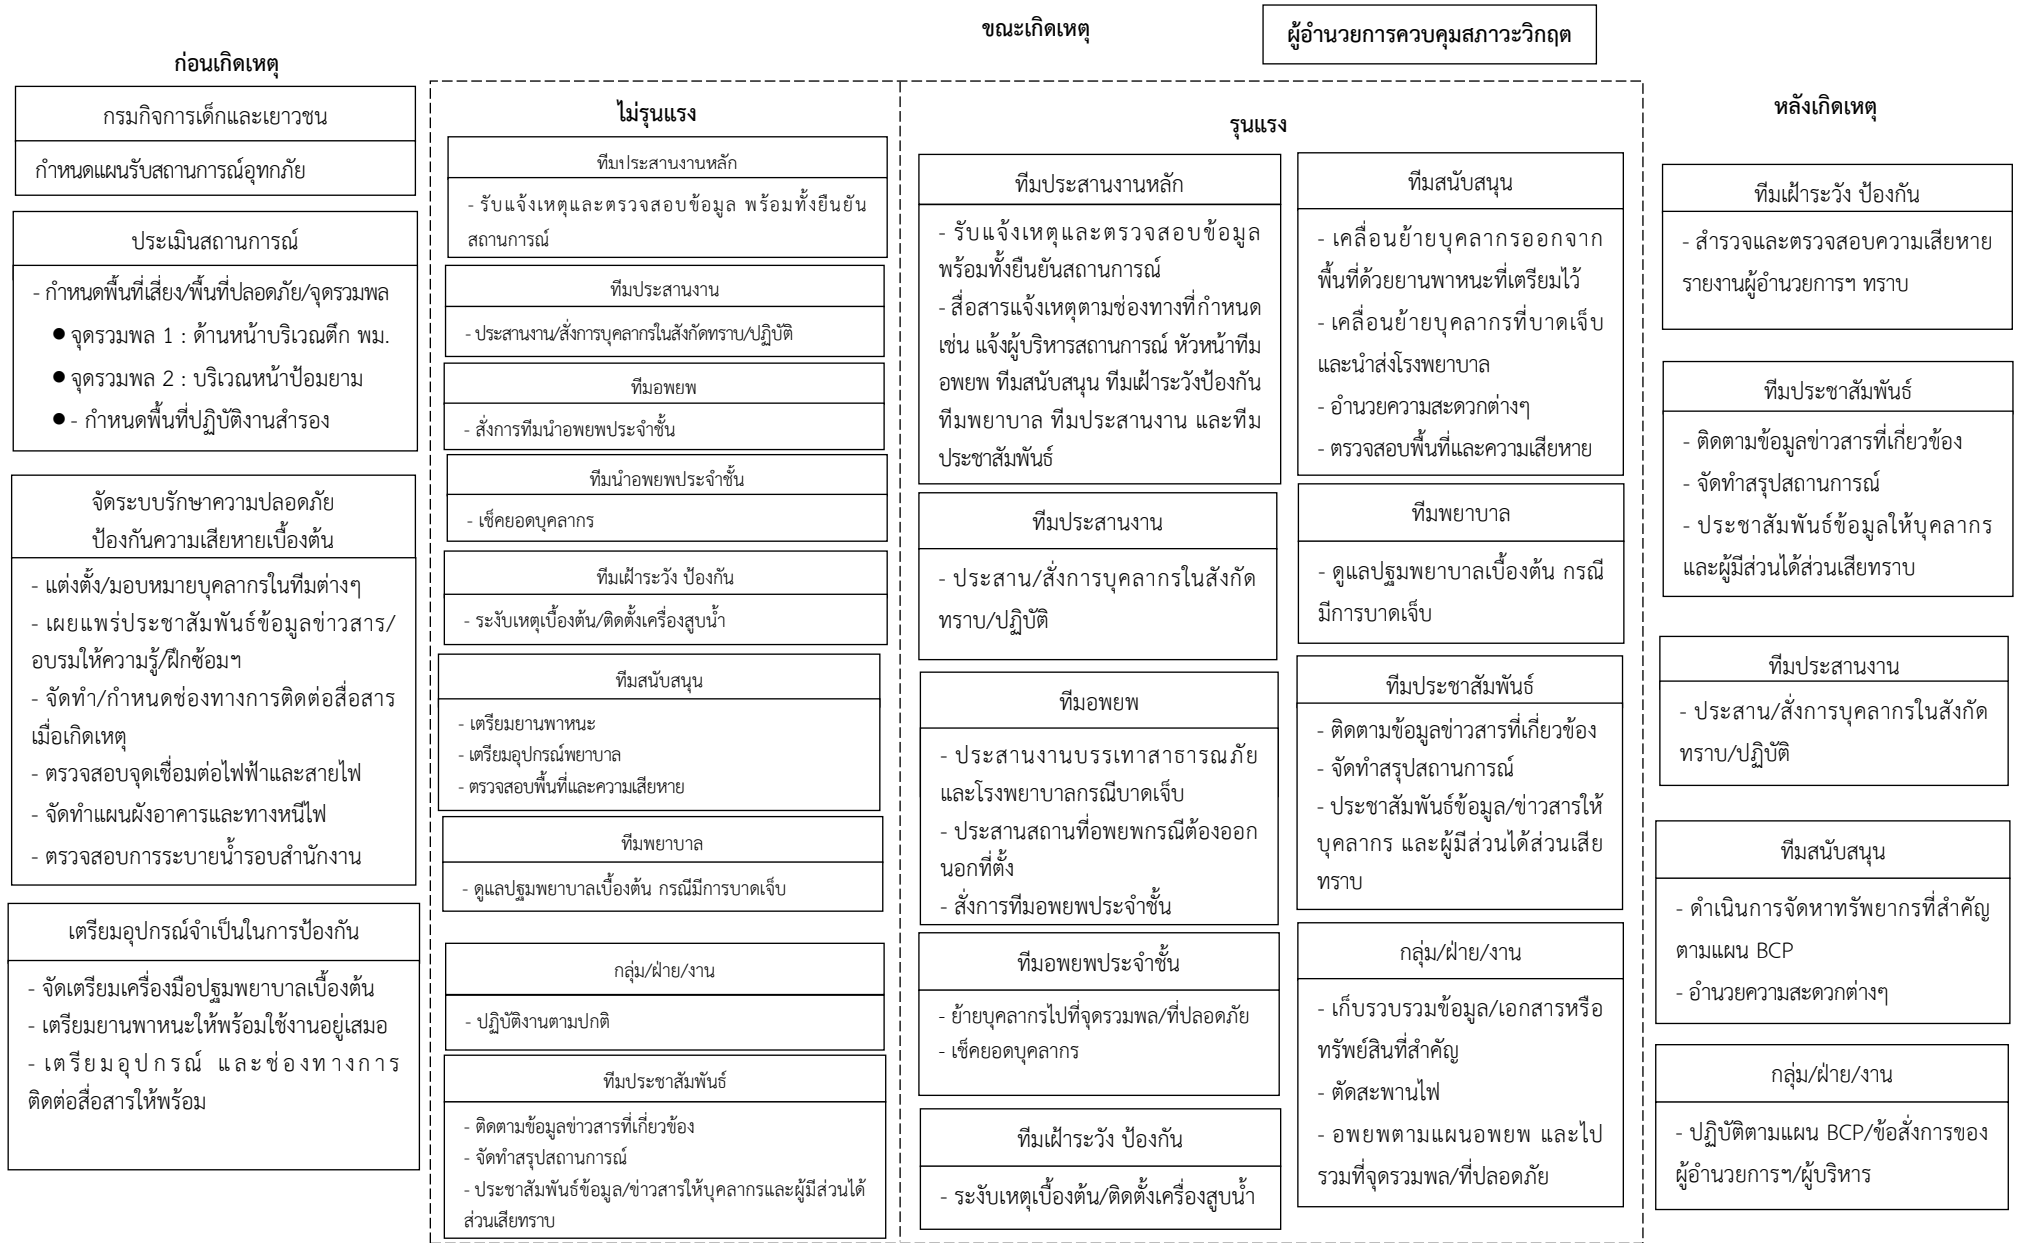 ขณะเกิดเหตุ
ผู้อำนวยการควบคุมสภาวะวิกฤต
ก่อนเกิดเหตุ
กรมกิจการเด็กและเยาวชน
กำหนดแผนรับสถานการณ์อุทกภัย
ประเมินสถานการณ์
- กำหนดพื้นที่เสี่ยง/พื้นที่ปลอดภัย/จุดรวมพล
● จุดรวมพล 1 : ด้านหน้าบริเวณตึก พม.
● จุดรวมพล 2 : บริเวณหน้าป้อมยาม
● - กำหนดพื้นที่ปฏิบัติงานสำรอง
จัดระบบรักษาความปลอดภัย
ป้องกันความเสียหายเบื้องต้น
- แต่งตั้ง/มอบหมายบุคลากรในทีมต่างๆ
- เผยแพร่ประชาสัมพันธ์ข้อมูลข่าวสาร/
อบรมให้ความรู้/ฝึกซ้อมฯ
- จัดทำ/กำหนดช่องทางการติดต่อสื่อสาร
เมื่อเกิดเหตุ
- ตรวจสอบจุดเชื่อมต่อไฟฟ้าและสายไฟ
- จัดทำแผนผังอาคารและทางหนีไฟ
- ตรวจสอบการระบายน้ำรอบสำนักงาน
เตรียมอุปกรณ์จำเป็นในการป้องกัน
- จัดเตรียมเครื่องมือปฐมพยาบาลเบื้องต้น
- เตรียมยานพาหนะให้พร้อมใช้งานอยู่เสมอ
- เตรียมอุปกรณ์ และช่องทางการ
ติดต่อสื่อสารให้พร้อม
ไม่รุนแรง
ทีมประสานงานหลัก
- รับแจ้งเหตุและตรวจสอบข้อมูล พร้อมทั้งยืนยัน
สถานการณ์
ทีมประสานงาน
- ประสานงาน/สั่งการบุคลากรในสังกัดทราบ/ปฏิบัติ
ทีมอพยพ
- สั่งการทีมนำอพยพประจำชั้น
ทีมนำอพยพประจำชั้น
- เช็คยอดบุคลากร
ทีมเฝ้าระวัง ป้องกัน
- ระงับเหตุเบื้องต้น/ติดตั้งเครื่องสูบน้ำ
ทีมสนับสนุน
- เตรียมยานพาหนะ
- เตรียมอุปกรณ์พยาบาล
- ตรวจสอบพื้นที่และความเสียหาย
ทีมพยาบาล
- ดูแลปฐมพยาบาลเบื้องต้น กรณีมีการบาดเจ็บ
กลุ่ม/ฝ่าย/งาน
- ปฏิบัติงานตามปกติ
ทีมประชาสัมพันธ์
- ติดตามข้อมูลข่าวสารที่เกี่ยวข้อง
- จัดทำสรุปสถานการณ์
- ประชาสัมพันธ์ข้อมูล/ข่าวสารให้บุคลากรและผู้มีส่วนได้
ส่วนเสียทราบ
รุนแรง
ทีมประสานงานหลัก
- รับแจ้งเหตุและตรวจสอบข้อมูล
พร้อมทั้งยืนยันสถานการณ์
- สื่อสารแจ้งเหตุตามช่องทางที่กำหนด
เช่น แจ้งผู้บริหารสถานการณ์ หัวหน้าทีม
อพยพ ทีมสนับสนุน ทีมเฝ้าระวังป้องกัน
ทีมพยาบาล ทีมประสานงาน และทีม
ประชาสัมพันธ์
ทีมประสานงาน
- ประสาน/สั่งการบุคลากรในสังกัด
ทราบ/ปฏิบัติ
ทีมอพยพ
- ประสานงานบรรเทาสาธารณภัย
และโรงพยาบาลกรณีบาดเจ็บ
- ประสานสถานที่อพยพกรณีต้องออก
นอกที่ตั้ง
- สั่งการทีมอพยพประจำชั้น
ทีมอพยพประจำชั้น
- ย้ายบุคลากรไปที่จุดรวมพล/ที่ปลอดภัย
- เช็คยอดบุคลากร
ทีมเฝ้าระวัง ป้องกัน
- ระงับเหตุเบื้องต้น/ติดตั้งเครื่องสูบน้ำ
ทีมสนับสนุน
- เคลื่อนย้ายบุคลากรออกจาก
พื้นที่ด้วยยานพาหนะที่เตรียมไว้
- เคลื่อนย้ายบุคลากรที่บาดเจ็บ
และนำส่งโรงพยาบาล
- อำนวยความสะดวกต่างๆ
- ตรวจสอบพื้นที่และความเสียหาย
ทีมพยาบาล
- ดูแลปฐมพยาบาลเบื้องต้น กรณี
มีการบาดเจ็บ
ทีมประชาสัมพันธ์
- ติดตามข้อมูลข่าวสารที่เกี่ยวข้อง
- จัดทำสรุปสถานการณ์
- ประชาสัมพันธ์ข้อมูล/ข่าวสารให้
บุคลากร และผู้มีส่วนได้ส่วนเสีย
ทราบ
กลุ่ม/ฝ่าย/งาน
- เก็บรวบรวมข้อมูล/เอกสารหรือ
ทรัพย์สินที่สำคัญ
- ตัดสะพานไฟ
- อพยพตามแผนอพยพ และไป
รวมที่จุดรวมพล/ที่ปลอดภัย
หลังเกิดเหตุ
ทีมเฝ้าระวัง ป้องกัน
- สำรวจและตรวจสอบความเสียหาย
รายงานผู้อำนวยการฯ ทราบ
ทีมประชาสัมพันธ์
- ติดตามข้อมูลข่าวสารที่เกี่ยวข้อง
- จัดทำสรุปสถานการณ์
- ประชาสัมพันธ์ข้อมูลให้บุคลากร
และผู้มีส่วนได้ส่วนเสียทราบ
ทีมประสานงาน
- ประสาน/สั่งการบุคลากรในสังกัด
ทราบ/ปฏิบัติ
ทีมสนับสนุน
- ดำเนินการจัดหาทรัพยากรที่สำคัญ
ตามแผน BCP
- อำนวยความสะดวกต่างๆ
กลุ่ม/ฝ่าย/งาน
- ปฏิบัติตามแผน BCP/ข้อสั่งการของ
ผู้อำนวยการฯ/ผู้บริหาร